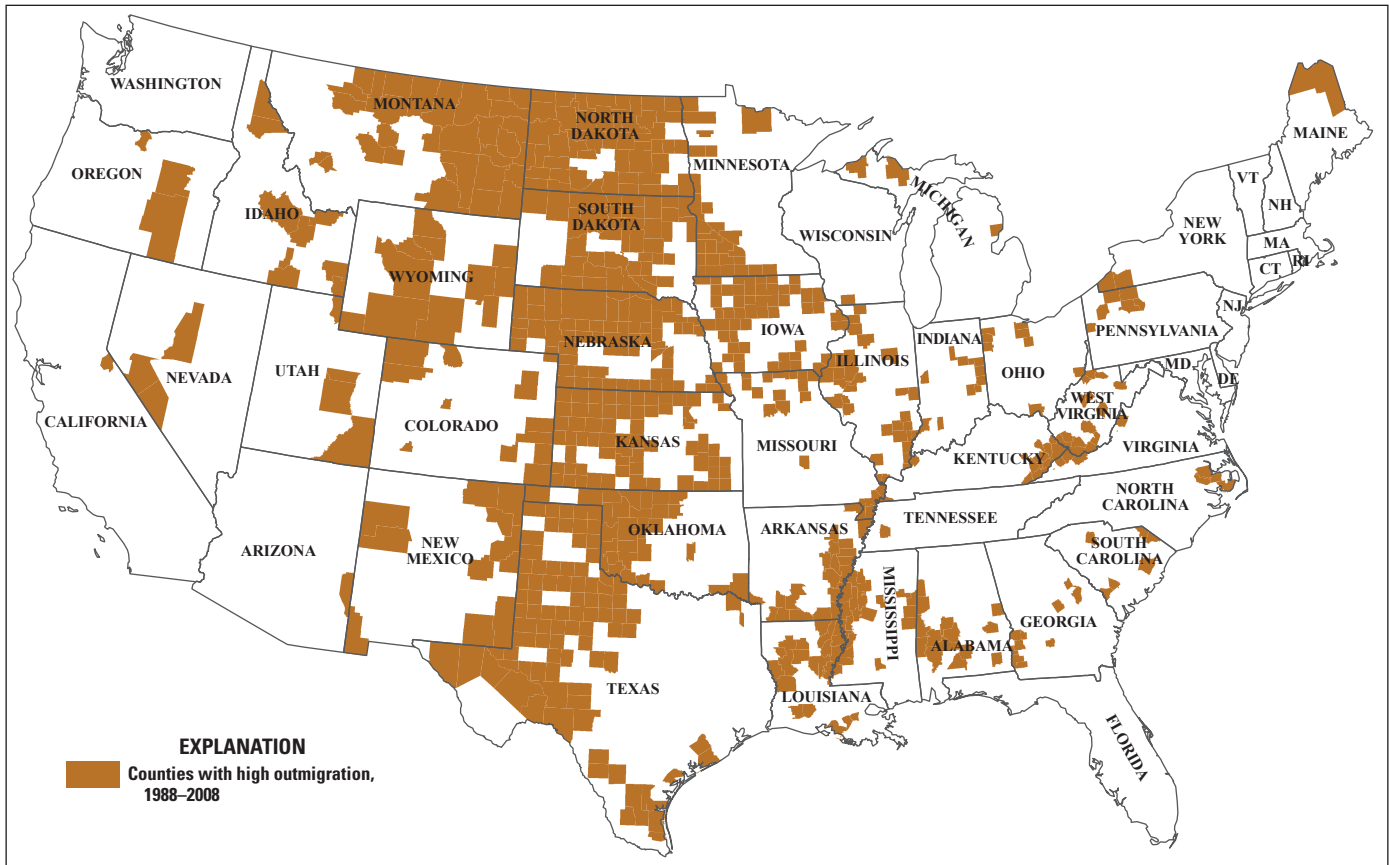 WASHINGTON
MONTANA
NORTH
DAKOTA
MINNESOTA
MAINE
OREGON
IDAHO
SOUTH
DAKOTA
WISCONSIN
MICHIGAN
VT
NH
NEW
YORK
MA
CT
RI
WYOMING
IOWA
NEBRASKA
ILLINOIS
INDIANA
OHIO
PENNSYLVANIA
NJ
NEVADA
UTAH
CALIFORNIA
COLORADO
KANSAS
MISSOURI
KENTUCKY
WEST
VIRGINIA
MD
DE
VIRGINIA
NORTH
CAROLINA
TENNESSEE
ARIZONA
NEW
MEXICO
OKLAHOMA
ARKANSAS
SOUTH
CAROLINA
MISSISSIPPI
ALABAMA
GEORGIA
TEXAS
LOUISIANA
FLORIDA
EXPLANATION
Counties with high outmigration,
1988–2008